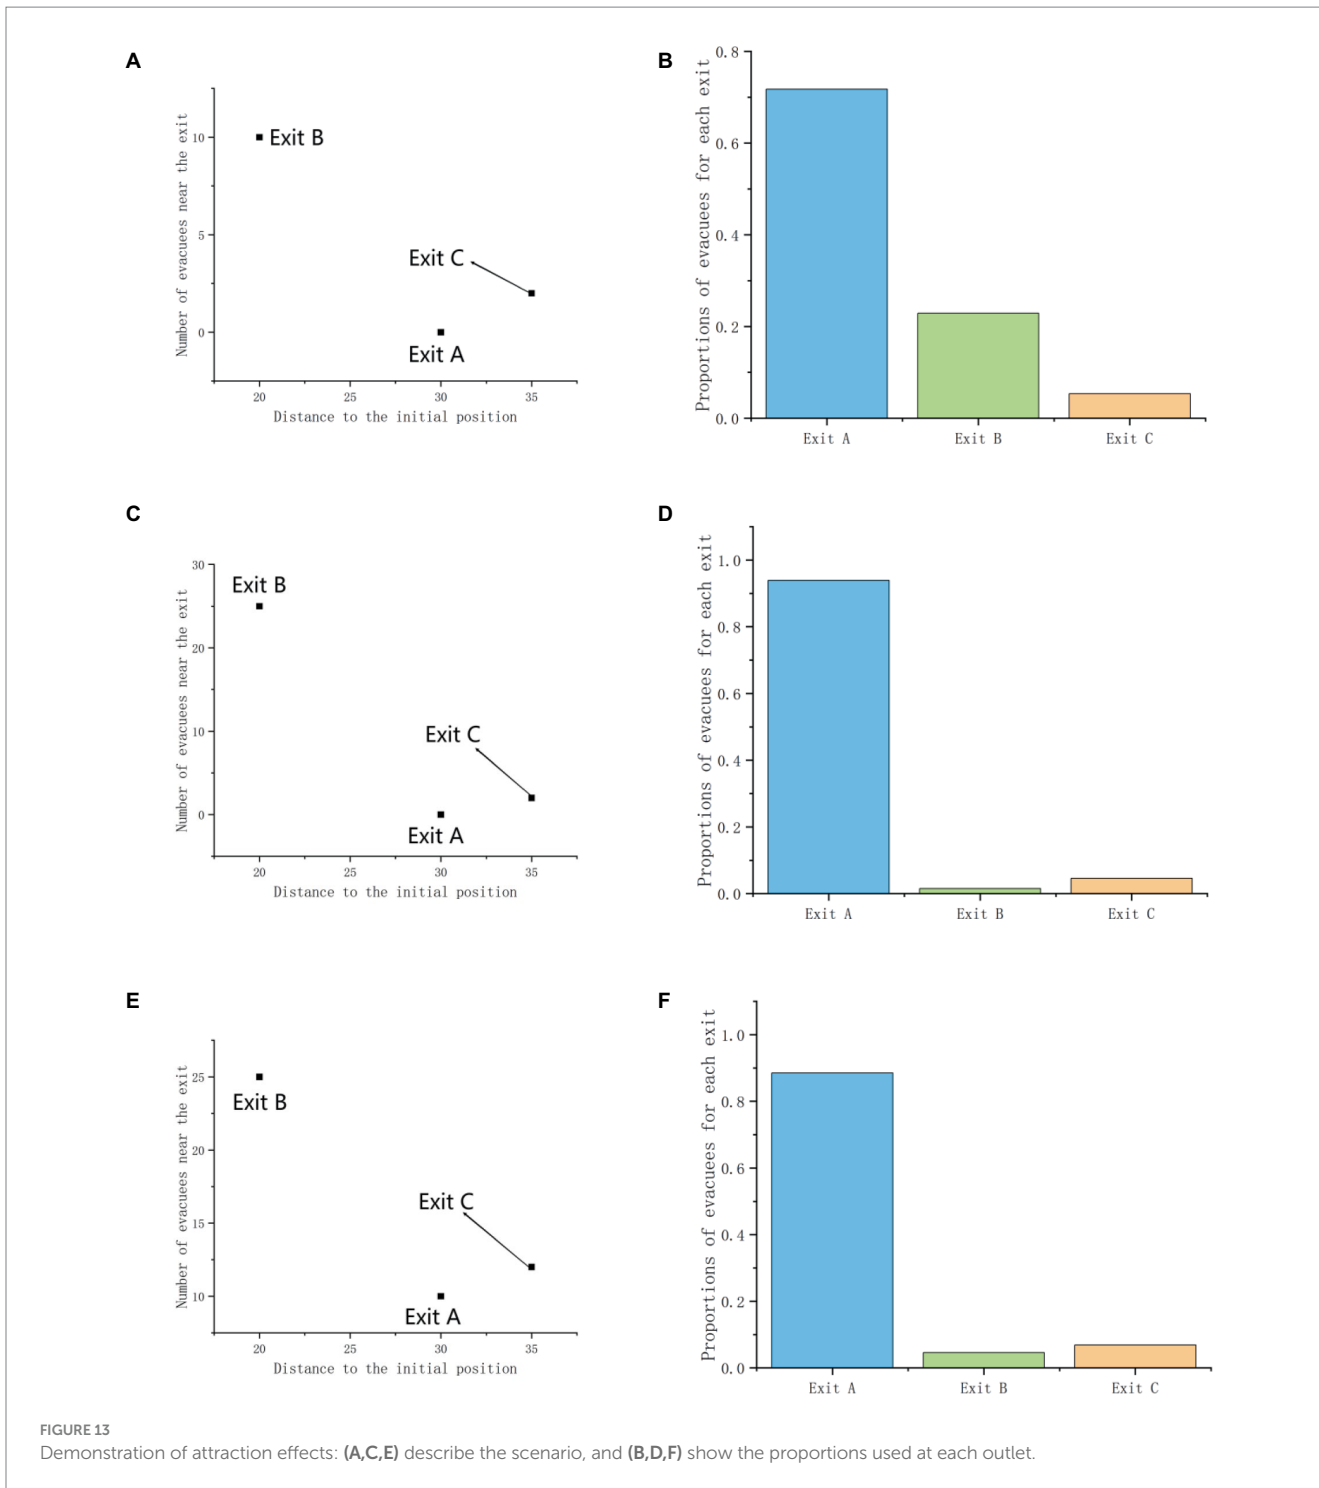 A
Number of evacuees near the exit
10
5
0
Exit B
Exit C
Exit A
20 25 30 35
Distance to the initial position
B
Proportions of evacuees for each exit
0.8
0.6
0.4
0.2
0.0
Exit A Exit B Exit C
C
Number of evacuees near the exit
30
20
10
0
Exit B
Exit C
Exit A
20 25 30 35
Distance to the initial position
D
Proportions of evacuees for each exit
1.0
0.8
0.6
0.4
0.2
0.0
Exit A Exit B Exit C
E
Number of evacuees near the exit
25
20
15
10
Exit B
Exit C
Exit A
20 25 30 35
Distance to the initial position
F
Proportions of evacuees for each exit
1.0
0.8
0.6
0.4
0.2
0.0
Exit A Exit B Exit C
FIGURE 13
Demonstration of attraction effects: (A,C,E) describe the scenario, and (B,D,F) show the proportions used at each outlet.